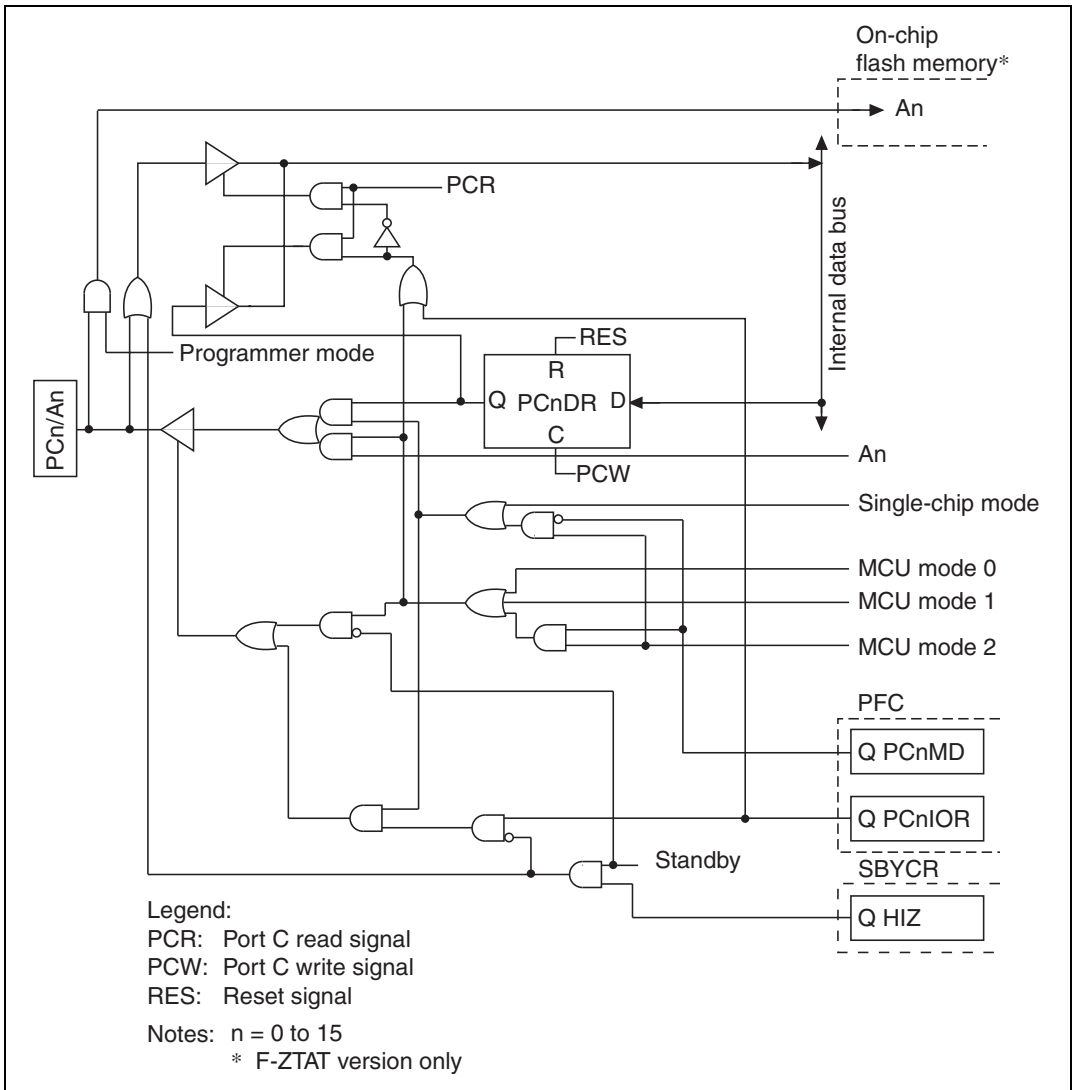 On-chip
flash memory*
An
PCR
Internal data bus
Programmer mode
RES
R
Q PCnDR D
C
PCW
PCn/An
An
Single-chip mode
MCU mode 0
MCU mode 1
MCU mode 2
PFC
Q PCnMD
Q PCnIOR
Standby
SBYCR
Q HIZ
Legend:
PCR: Port C read signal
PCW: Port C write signal
RES: Reset signal
Notes: n = 0 to 15
* F-ZTAT version only